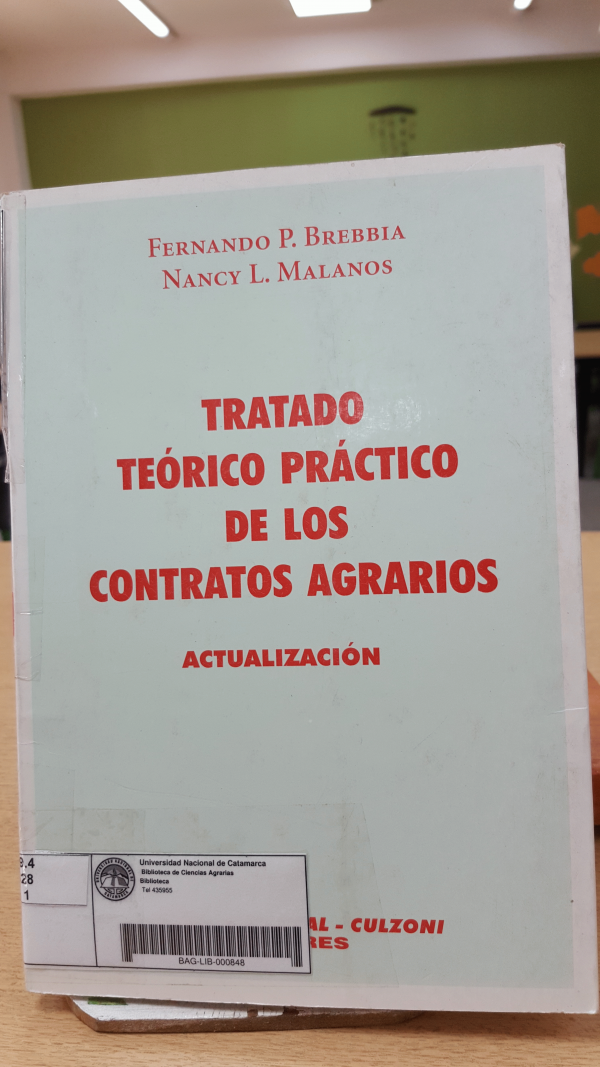 FERNANDO P. BREBBIA
NANCY L. MALANOS
TRATADO
TEÓRICO PRÁCTICO
DE LOS
CONTRATOS AGRARIOS
ACTUALIZACIÓN
9.4
28
1
Universidad Nacional de Catamarca
Biblioteca de Ciencias Agrarias
Biblioteca
Tel 435955
BAG-LIB-000848
AL - CULZONI
RES